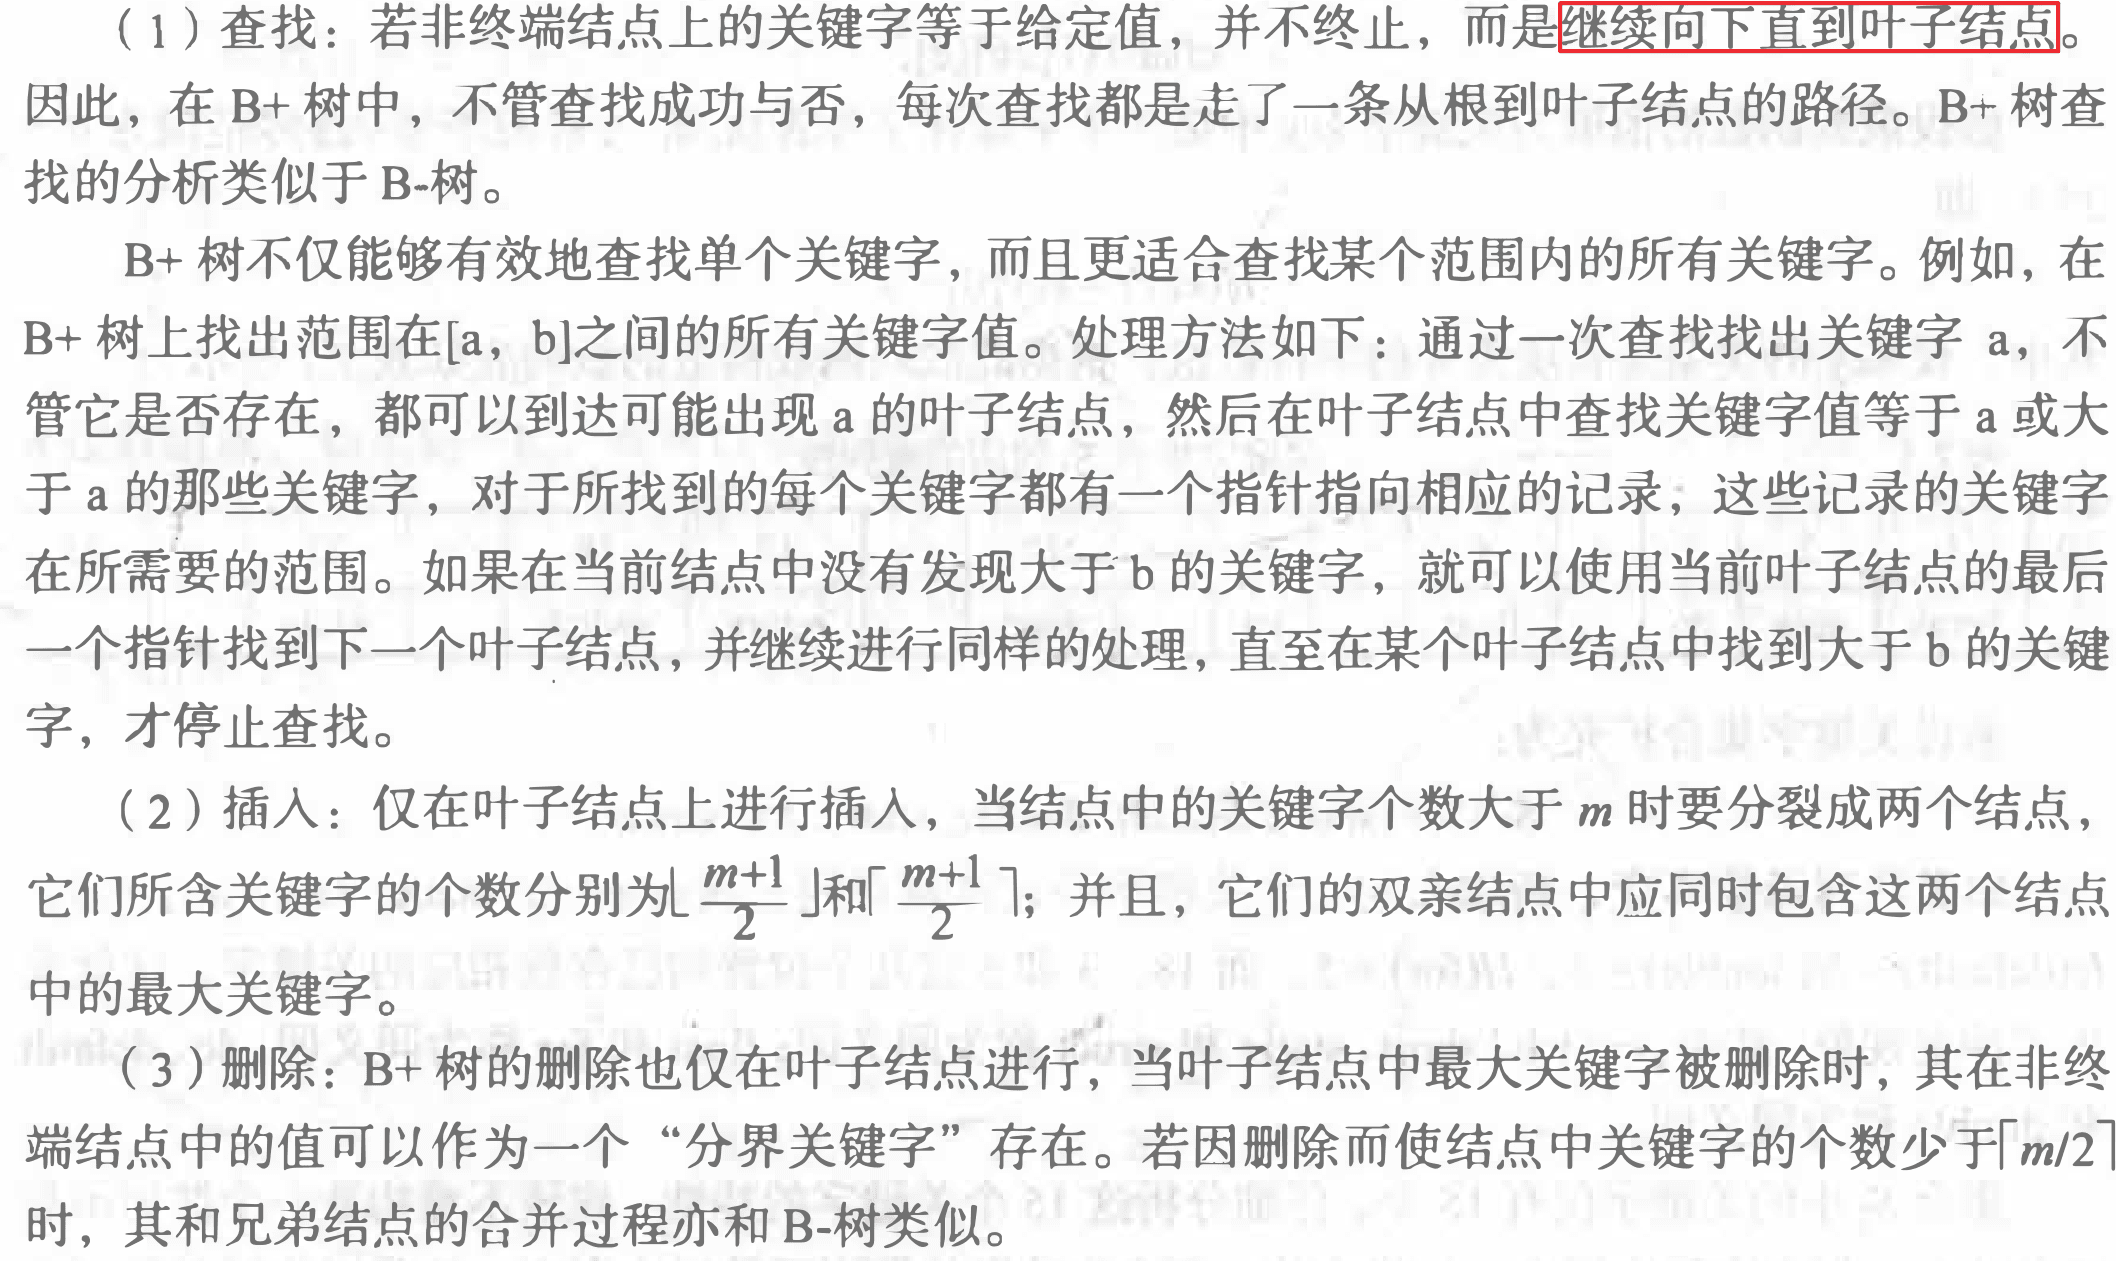 （1）查找：若非终端结点上的关键字等于给定值，并不终止，而是继续向下直到叶子结点。
因此，在 B+ 树中，不管查找成功与否，每次查找都是走了一条从根到叶子结点的路径。B+ 树查
找的分析类似于 B-树。
B+ 树不仅能够有效地查找单个关键字，而且更适合查找某个范围内的所有关键字。例如，在
B+ 树上找出范围在[a，b]之间的所有关键字值。处理方法如下：通过一次查找找出关键字 a，不
管它是否存在，都可以到达可能出现 a 的叶子结点，然后在叶子结点中查找关键字值等于 a 或大
于 a 的那些关键字，对于所找到的每个关键字都有一个指针指向相应的记录；这些记录的关键字
在所需要的范围。如果在当前结点中没有发现大于 b 的关键字，就可以使用当前叶子结点的最后
一个指针找到下一个叶子结点，并继续进行同样的处理，直至在某个叶子结点中找到大于 b 的关键
字，才停止查找。
（2）插入：仅在叶子结点上进行插入，当结点中的关键字个数大于 m 时要分裂成两个结点，
它们所含关键字的个数分别为⌊(m+1)/2⌋和⌈(m+1)/2⌉；并且，它们的双亲结点中应同时包含这两个结点
中的最大关键字。
（3）删除：B+ 树的删除也仅在叶子结点进行，当叶子结点中最大关键字被删除时，其在非终
端结点中的值可以作为一个“分界关键字”存在。若因删除而使结点中关键字的个数少于⌈m/2⌉
时，其和兄弟结点的合并过程亦和 B-树类似。